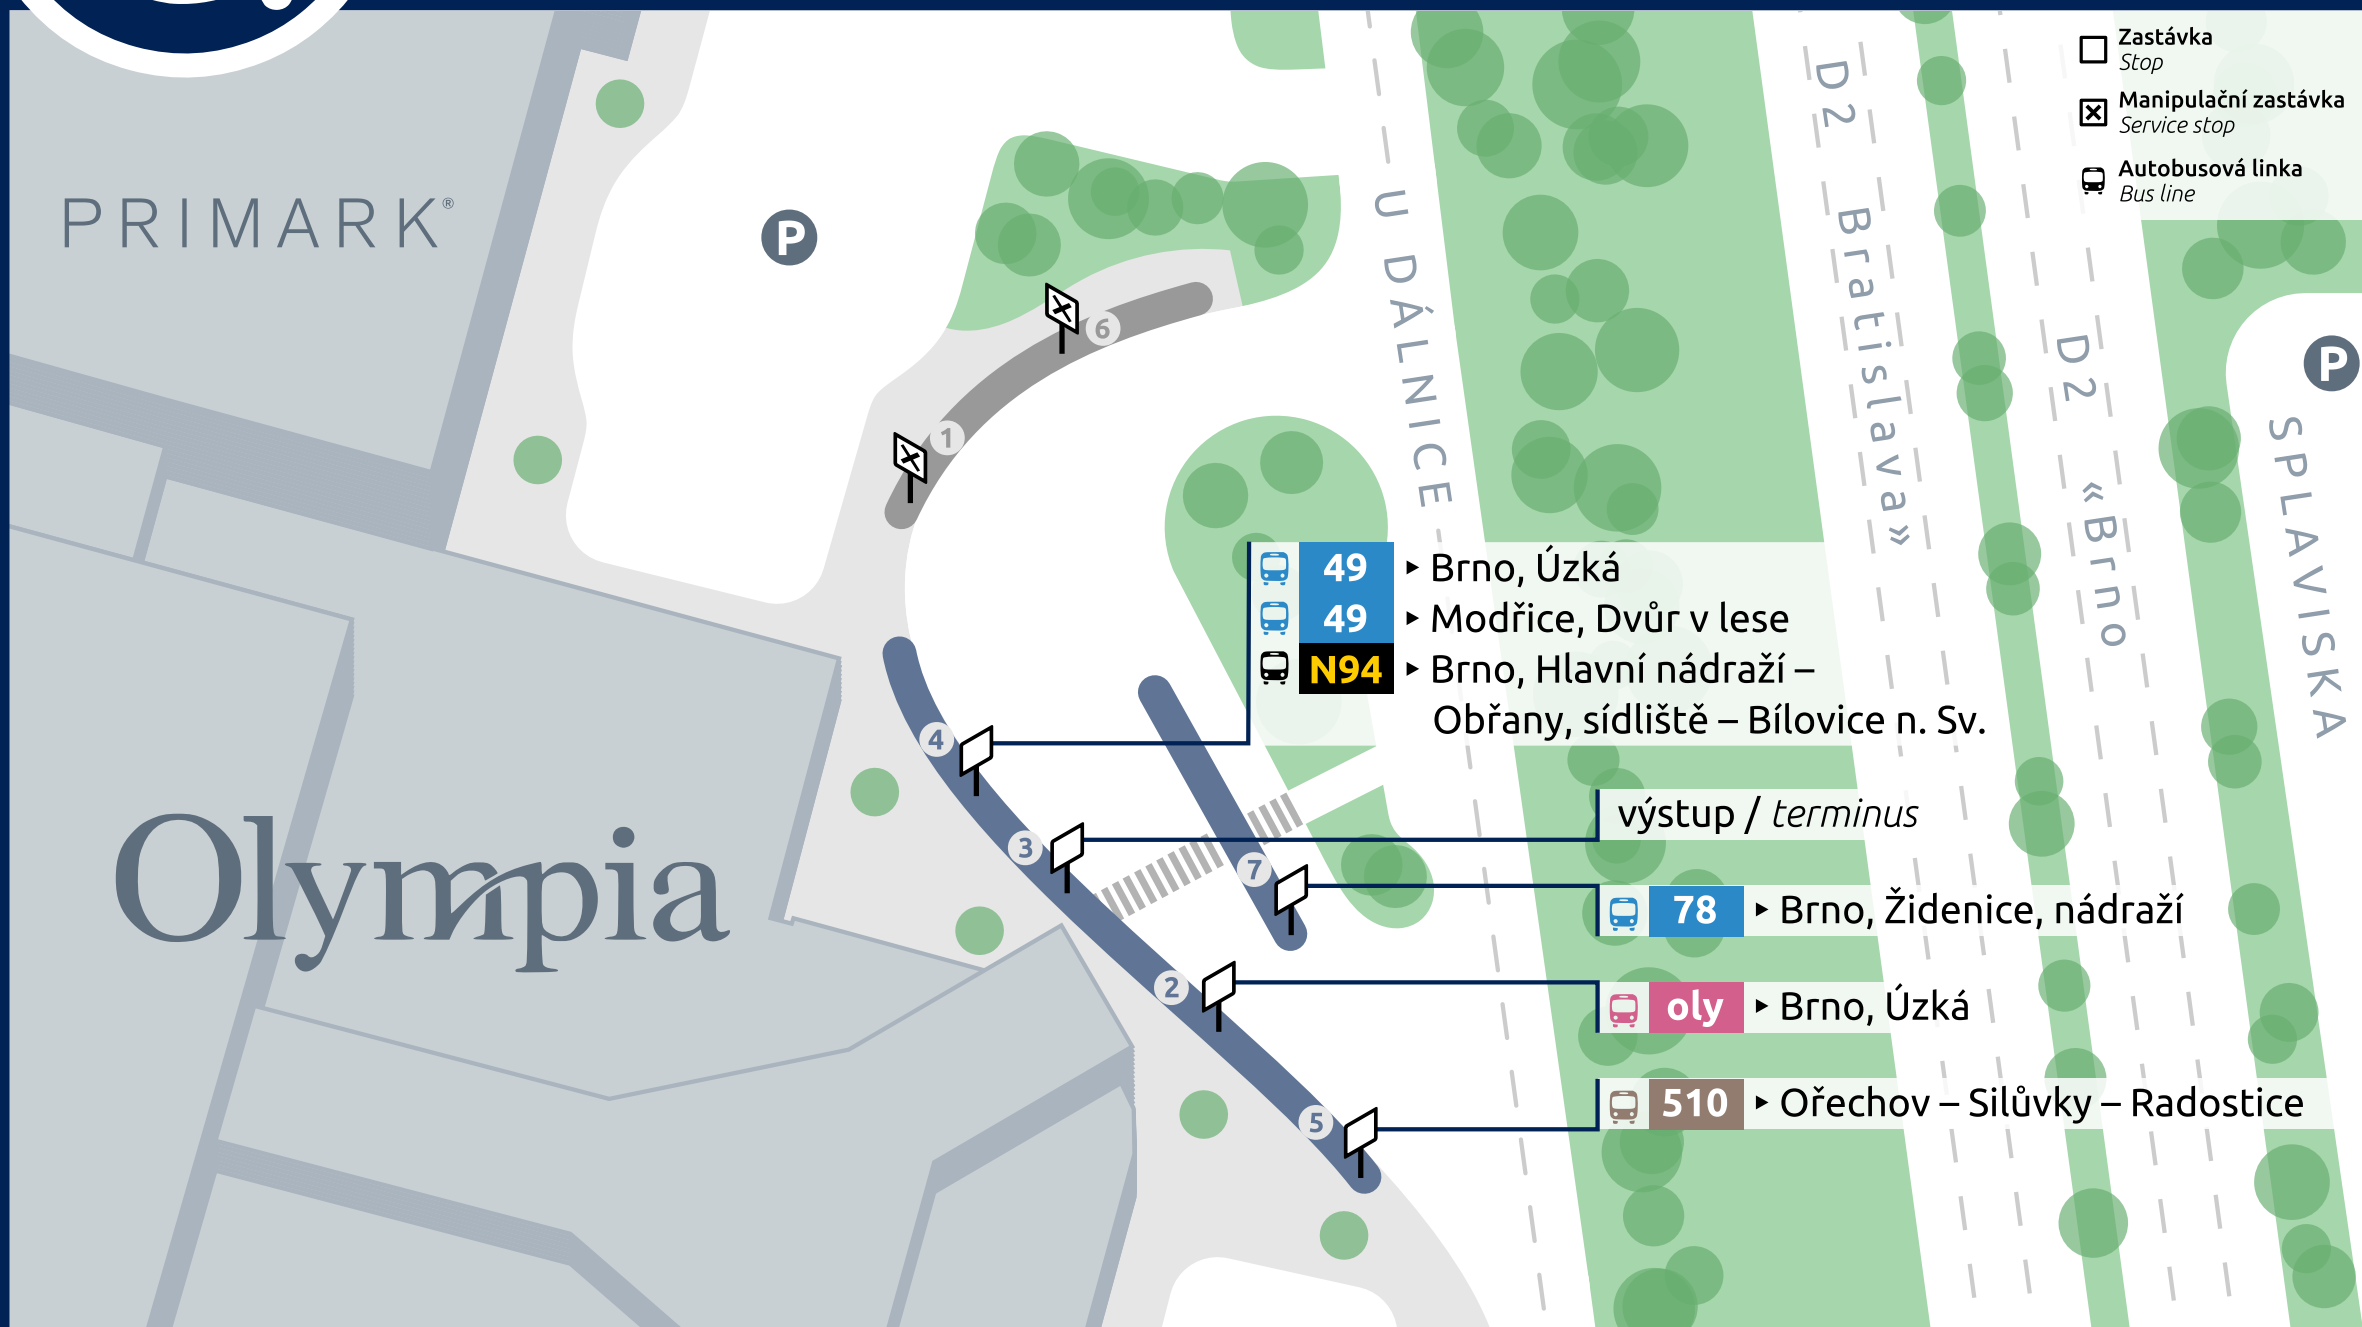 Zastávka
Stop
Manipulační zastávka
Service stop
Autobusová linka
Bus line
PRIMARK®
P
P
U DÁLNICE
D2 Bratislava»
D2 «Brno
SPLAVISKA
6
1
49 ▸ Brno, Úzká
49 ▸ Modřice, Dvůr v lese
N94 ▸ Brno, Hlavní nádraží –
Obřany, sídliště – Bílovice n. Sv.
4
výstup / terminus
3
7
78 ▸ Brno, Židenice, nádraží
Olympia
2
oly ▸ Brno, Úzká
5
510 ▸ Ořechov – Silůvky – Radostice